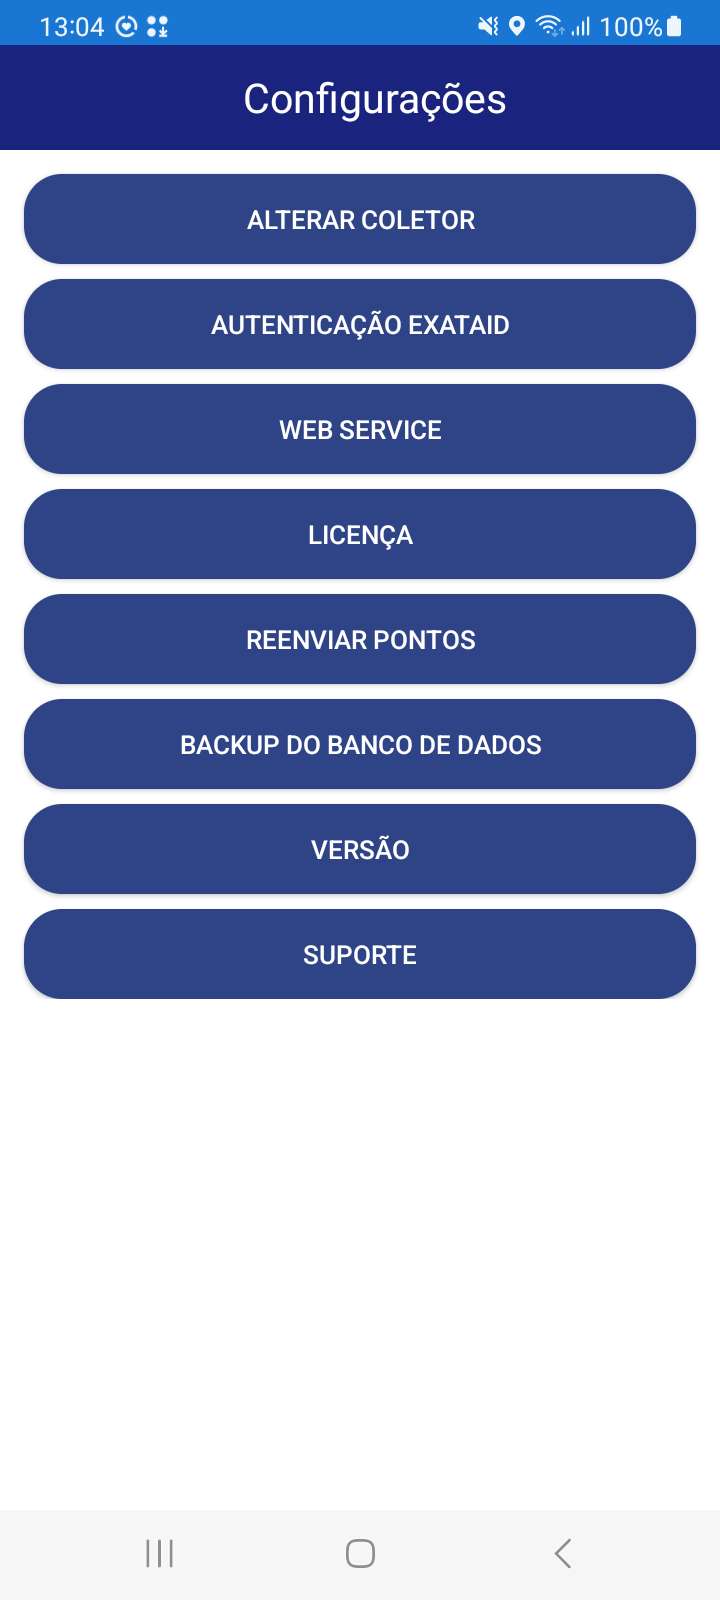 13:04 100%
Configurações
ALTERAR COLETOR
AUTENTICAÇÃO EXATAID
WEB SERVICE
LICENÇA
REENVIAR PONTOS
BACKUP DO BANCO DE DADOS
VERSÃO
SUPORTE